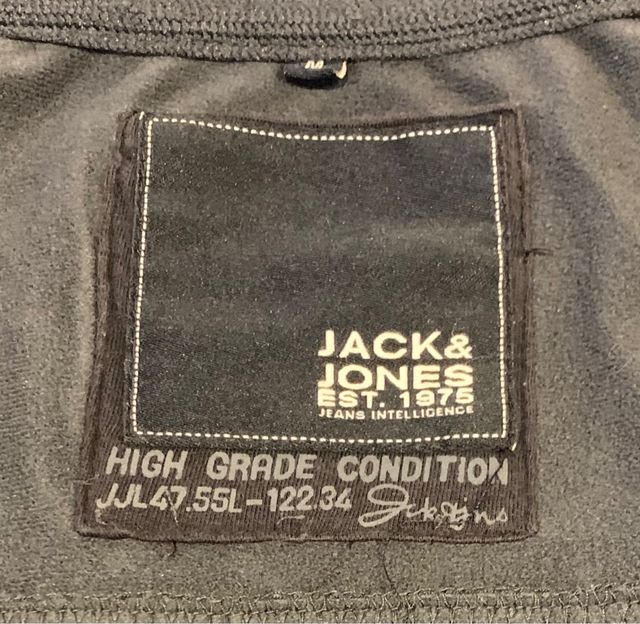 M
JACK&
JONES
EST. 1975
JEANS INTELLIGENCE
HIGH GRADE CONDITION
JJL47.55L-122.34